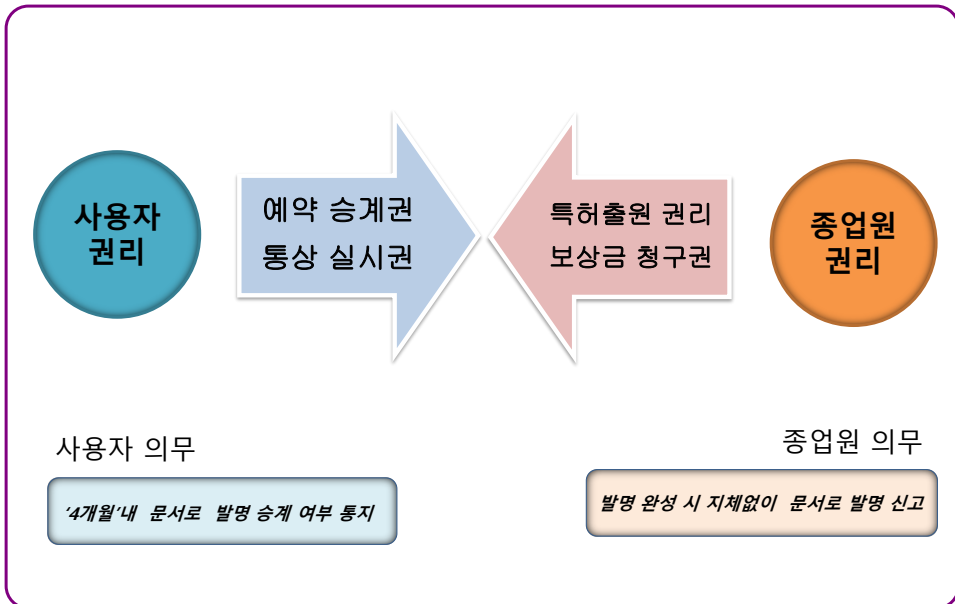 사용자
권리
예약 승계권
통상 실시권
특허출원 권리
보상금 청구권
종업원
권리
사용자 의무
'4개월'내 문서로 발명 승계 여부 통지
종업원 의무
발명 완성 시 지체없이 문서로 발명 신고